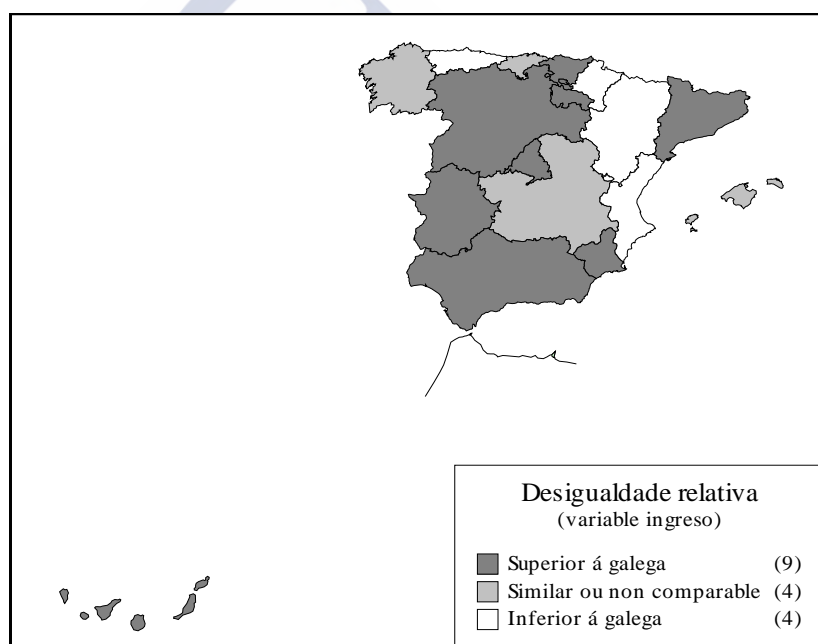 Desigualdade relativa
(variable ingreso)
Superior á galega (9)
Similar ou non comparable (4)
Inferior á galega (4)